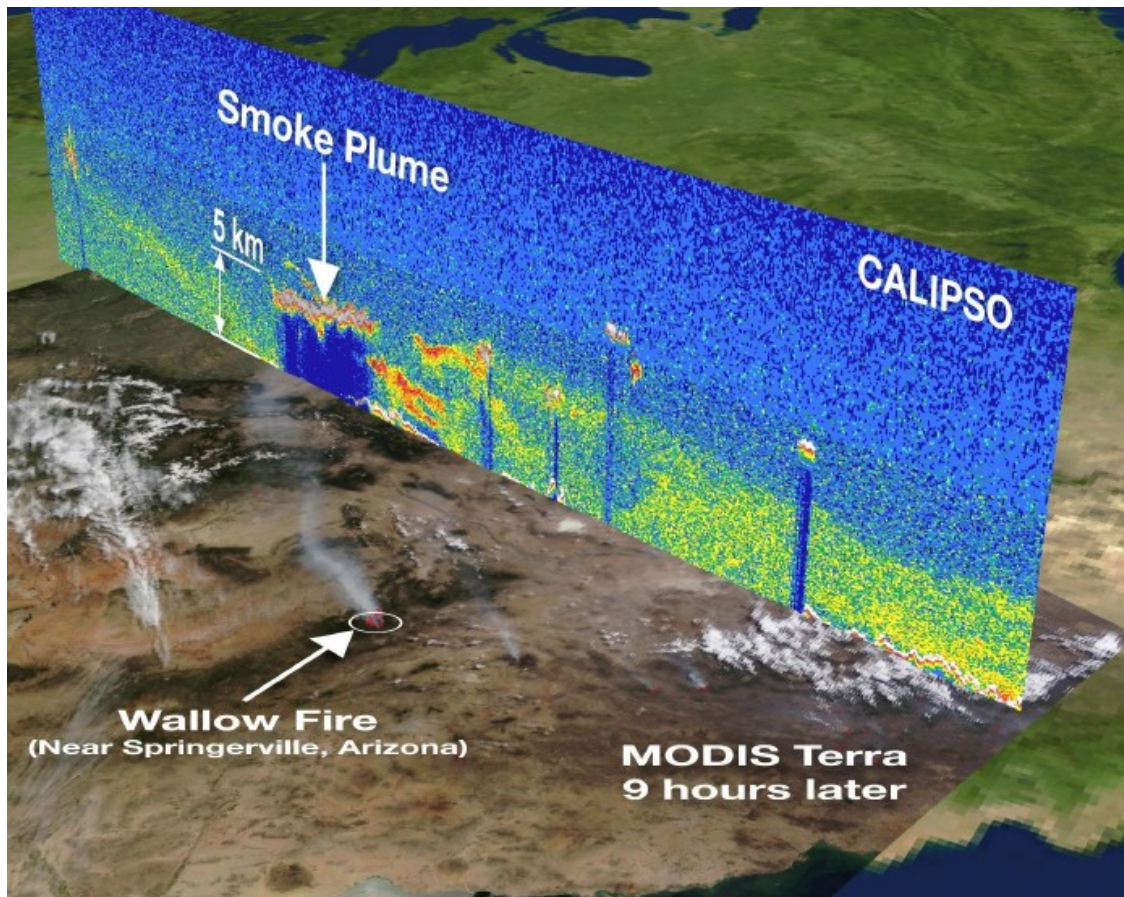 Smoke Plume
5 km
CALIPSO
Wallow Fire
(Near Springerville, Arizona)
MODIS Terra
9 hours later